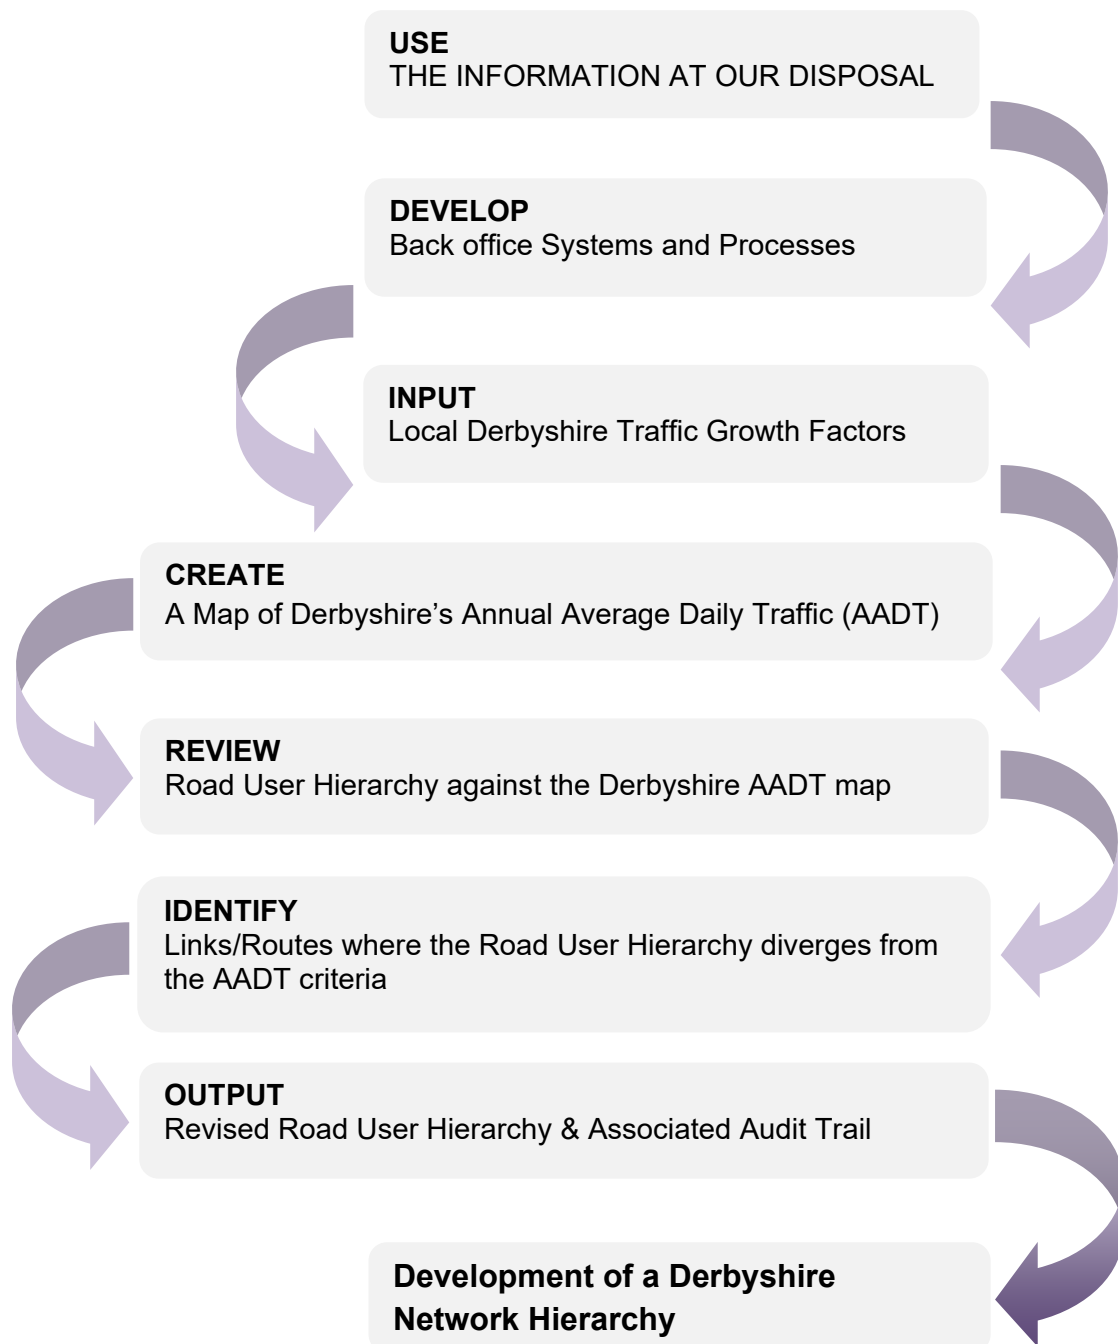 USE
THE INFORMATION AT OUR DISPOSAL
DEVELOP
Back office Systems and Processes
INPUT
Local Derbyshire Traffic Growth Factors
CREATE
A Map of Derbyshire’s Annual Average Daily Traffic (AADT)
REVIEW
Road User Hierarchy against the Derbyshire AADT map
IDENTIFY
Links/Routes where the Road User Hierarchy diverges from
the AADT criteria
OUTPUT
Revised Road User Hierarchy & Associated Audit Trail
Development of a Derbyshire
Network Hierarchy